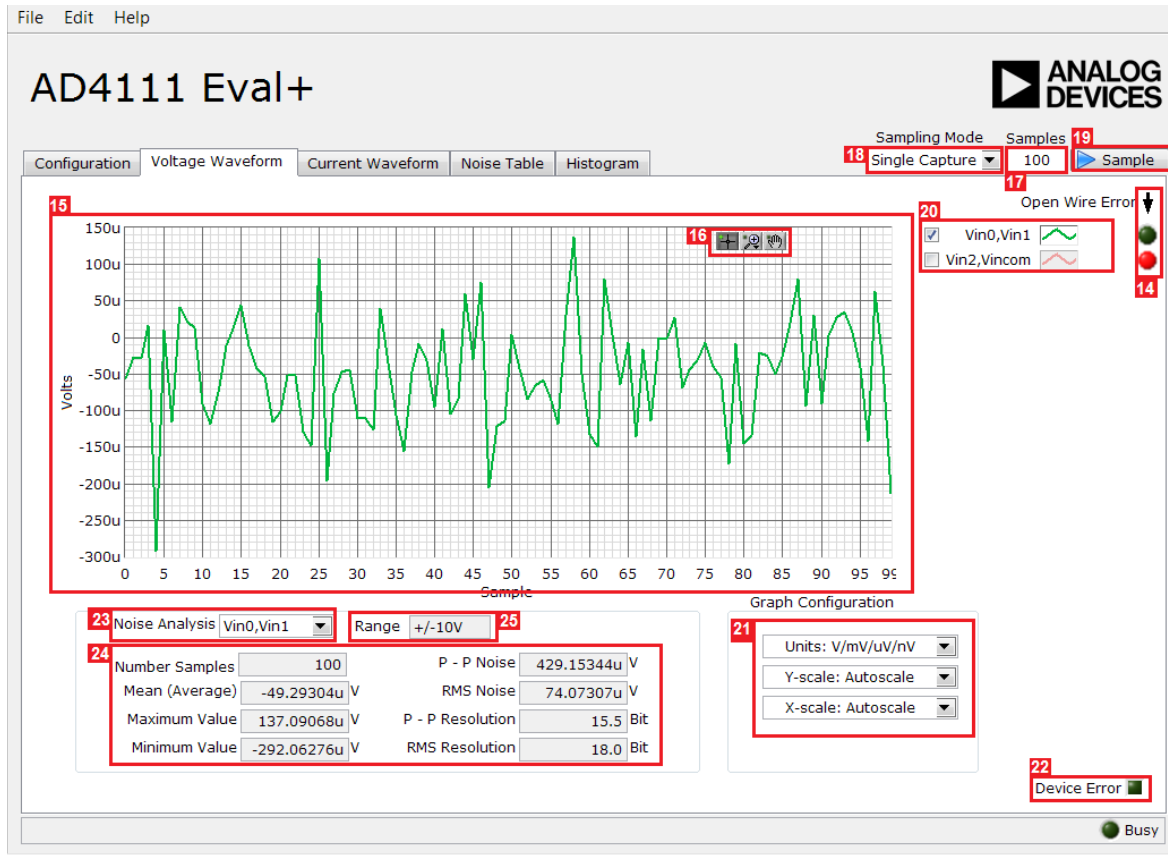 File Edit Help
AD4111 Eval+
ANALOG
DEVICES
Sampling Mode Samples 19
Configuration Voltage Waveform Current Waveform Noise Table Histogram
18 Single Capture 100 Sample
17
Open Wire Error
15
20
16
Vin0,Vin1
Vin2,Vincom
14
Volts
150u
100u
50u
0
-50u
-100u
-150u
-200u
-250u
-300u
0 5 10 15 20 25 30 35 40 45 50 55 60 65 70 75 80 85 90 95 99
Sample
23 Noise Analysis Vin0,Vin1 Range +/-10V 25
24
Number Samples 100 P - P Noise 429.15344u V
Mean (Average) -49.29304u V RMS Noise 74.07307u V
Maximum Value 137.09068u V P - P Resolution 15.5 Bit
Minimum Value -292.06276u V RMS Resolution 18.0 Bit
Graph Configuration
21
Units: V/mV/uV/nV
Y-scale: Autoscale
X-scale: Autoscale
22
Device Error
Busy